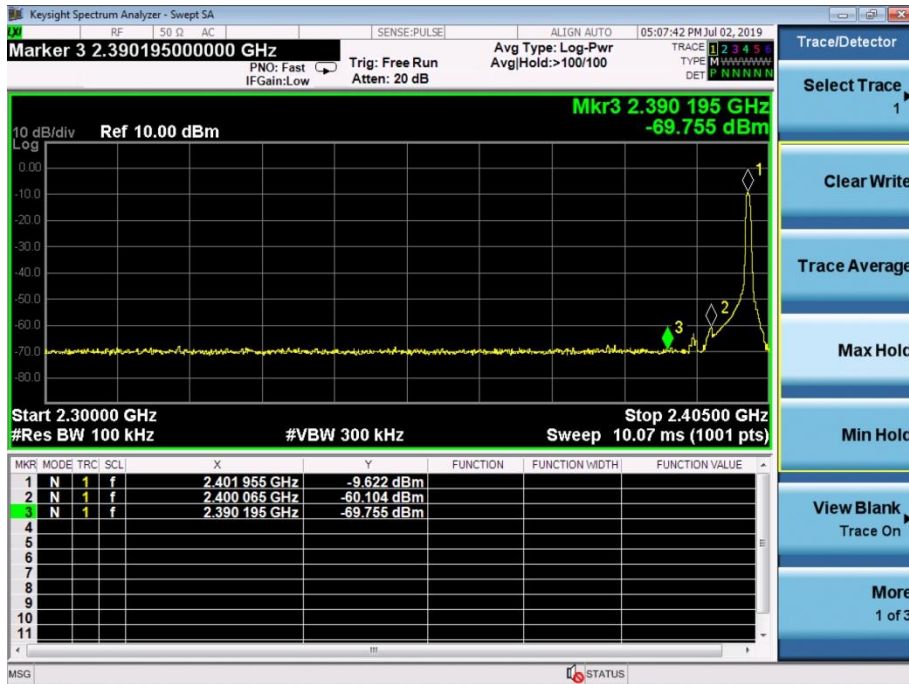 Keysight Spectrum Analyzer - Swept SA
RF 50 Ω AC SENSE:PULSE ALIGN AUTO 05:07:42 PM Jul 02, 2019
Marker 3 2.390195000000 GHz
PNO: Fast
IFGain:Low
Trig: Free Run
Atten: 20 dB
Avg Type: Log-Pwr
Avg|Hold:>100/100
TRACE 1 2 3 4 5 6
TYPE M W W W W W
DET P N N N N N
Mkr3 2.390 195 GHz
-69.755 dBm
10 dB/div Ref 10.00 dBm
Log
0.00
-10.0
-20.0
-30.0
-40.0
-50.0
-60.0
-70.0
-80.0
1
2
3
Start 2.30000 GHz Stop 2.40500 GHz
#Res BW 100 kHz #VBW 300 kHz Sweep 10.07 ms (1001 pts)
MKR MODE TRC SCL X Y FUNCTION FUNCTION WIDTH FUNCTION VALUE
1 N 1 f 2.401 955 GHz -9.622 dBm
2 N 1 f 2.400 065 GHz -60.104 dBm
3 N 1 f 2.390 195 GHz -69.755 dBm
4
5
6
7
8
9
10
11
MSG STATUS
Trace/Detector
Select Trace
1
Clear Write
Trace Average
Max Hold
Min Hold
View Blank
Trace On
More
1 of 3